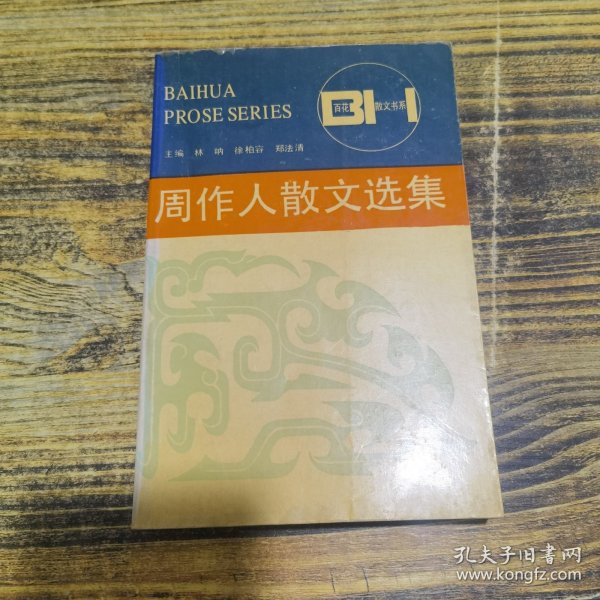 BAIHUA
PROSE SERIES
百花
散文书系
BH
主编 林呐 徐柏容 郑法清
周作人散文选集
孔夫子旧书网
www.kongfz.com